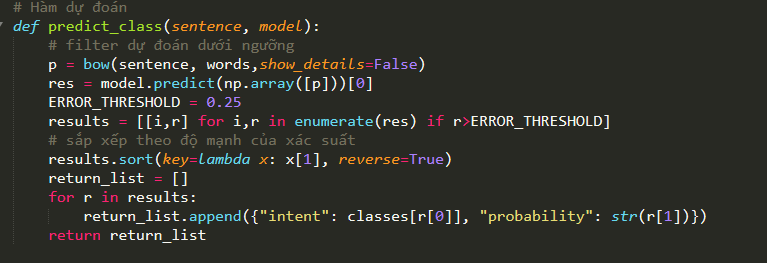 # Hàm dự đoán
def predict_class(sentence, model):
    # filter dự đoán dưới ngưỡng
    p = bow(sentence, words,show_details=False)
    res = model.predict(np.array([p]))[0]
    ERROR_THRESHOLD = 0.25
    results = [[i,r] for i,r in enumerate(res) if r>ERROR_THRESHOLD]
    # sắp xếp theo độ mạnh của xác suất
    results.sort(key=lambda x: x[1], reverse=True)
    return_list = []
    for r in results:
        return_list.append({"intent": classes[r[0]], "probability": str(r[1])})
    return return_list